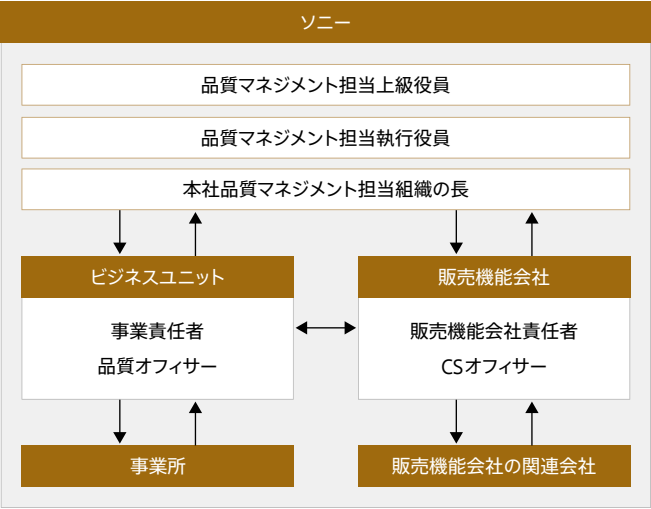 ソニー
品質マネジメント担当上級役員
品質マネジメント担当執行役員
本社品質マネジメント担当組織の長
ビジネスユニット
事業責任者
品質オフィサー
販売機能会社
販売機能会社責任者
CSオフィサー
事業所
販売機能会社の関連会社